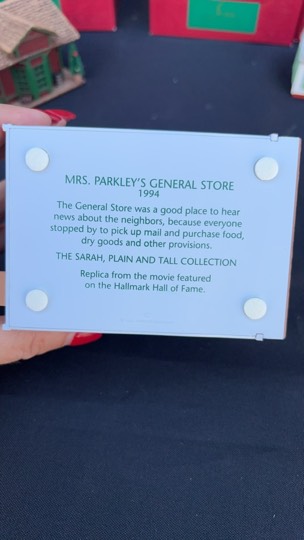 MRS. PARKLEY'S GENERAL STORE
1994
The General Store was a good place to hear
news about the neighbors, because everyone
stopped by to pick up mail and purchase food,
dry goods and other provisions.
THE SARAH, PLAIN AND TALL COLLECTION
Replica from the movie featured
on the Hallmark Hall of Fame.